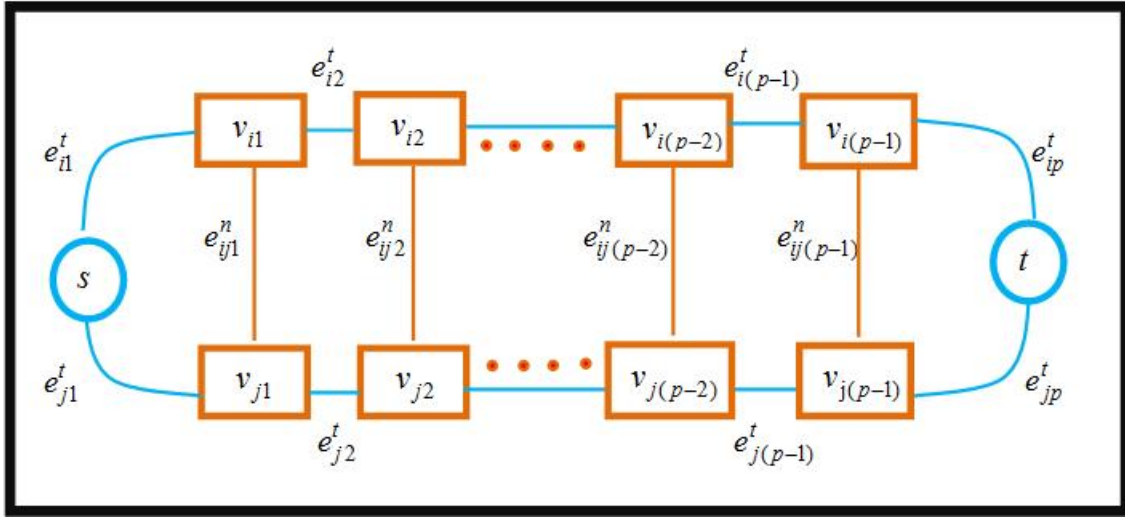 e^t_{i2} e^t_{i(p−1)}
v_{i1} v_{i2} v_{i(p−2)} v_{i(p−1)}
e^t_{i1} e^t_{ip}
e^n_{ij1} e^n_{ij2} e^n_{ij(p−2)} e^n_{ij(p−1)}
s t
e^t_{j1} v_{j1} v_{j2} v_{j(p−2)} v_{j(p−1)} e^t_{jp}
e^t_{j2} e^t_{j(p−1)}